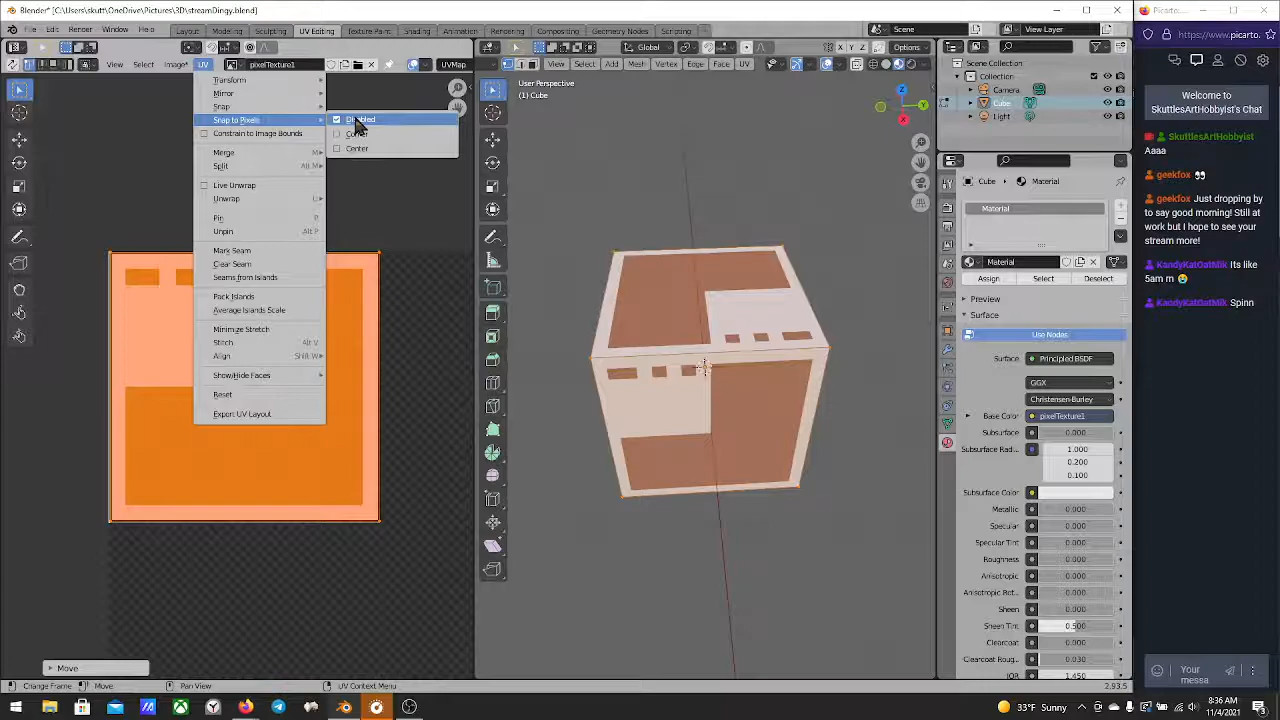 Blender* [C:\Users\skutt\OneDrive\Pictures\3D\streamDingy.blend]
File Edit Render Window Help
Layout Modeling Sculpting UV Editing Texture Paint Shading Animation Rendering Compositing Geometry Nodes Scripting
Scene
View Layer
Global
X Y Z
Options
View Select Image* UV
pixelTexture1
UVMap
View Select Add Mesh Vertex Edge Face UV
Transform
Mirror
Snap
Snap to Pixels
Constrain to Image Bounds
Merge M
Split Alt M
Live Unwrap
Unwrap U
Pin P
Unpin Alt P
Mark Seam
Clear Seam
Seams from Islands
Pack Islands
Average Islands Scale
Minimize Stretch
Stitch Alt V
Align Shift W
Show/Hide Faces
Reset
Export UV Layout
Disabled
Corner
Center
User Perspective
(1) Cube
X
Y
Z
Move
Scene Collection
Collection
Camera
Cube
Light
Cube
Material
Material
Material
Assign Select Deselect
Preview
Surface
Use Nodes
Surface Principled BSDF
GGX
Christensen-Burley
Base Color pixelTexture1
Subsurface 0.000
Subsurface Rad.. 1.000
0.200
0.100
Subsurface Color
Metallic 0.000
Specular 0.000
Specular Tint 0.000
Roughness 0.000
Anisotropic 0.000
Anisotropic Rot.. 0.000
Sheen 0.000
Sheen Tint 0.500
Clearcoat 0.000
Clearcoat Roug.. 0.030
IOR 1.450
Change Frame Move Pan View UV Context Menu
2.93.5
Picarto.
www.picarto.
Welcome to
SkuttlesArtHobbyist's Chat
SkuttlesArtHobbyist
Aaaa
geekfox 👀
geekfox: Just dropping by
to say good morning! Still at
work but I hope to see your
stream more!
KandyKatOatMilk Its like
5am rn 😢
KandyKatOatMilk: Spinn
Your
messa
33°F Sunny
8:36 AM
11/4/2021